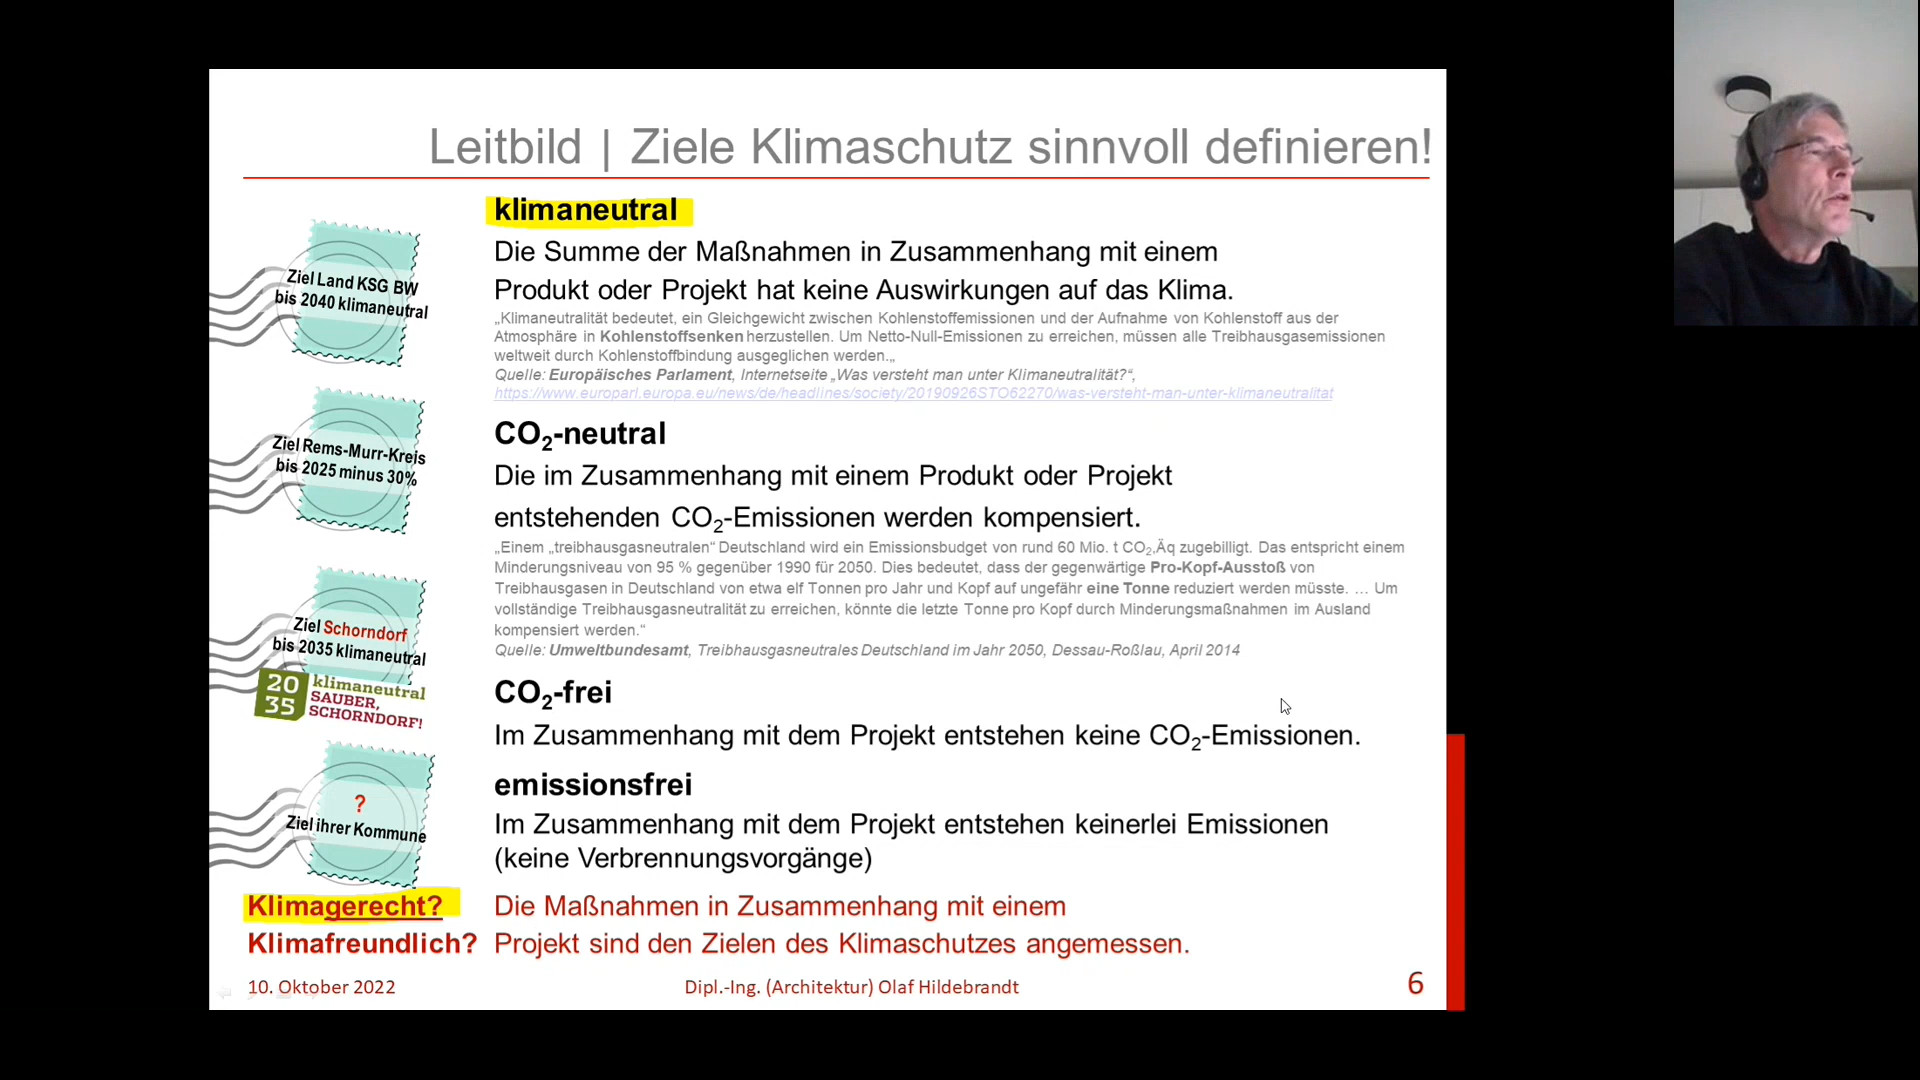 Leitbild | Ziele Klimaschutz sinnvoll definieren!
klimaneutral
Die Summe der Maßnahmen in Zusammenhang mit einem
Produkt oder Projekt hat keine Auswirkungen auf das Klima.
„Klimaneutralität bedeutet, ein Gleichgewicht zwischen Kohlenstoffemissionen und der Aufnahme von Kohlenstoff aus der
Atmosphäre in Kohlenstoffsenken herzustellen. Um Netto-Null-Emissionen zu erreichen, müssen alle Treibhausgasemissionen
weltweit durch Kohlenstoffbindung ausgeglichen werden.„
Quelle: Europäisches Parlament, Internetseite „Was versteht man unter Klimaneutralität?“,
https://www.europarl.europa.eu/news/de/headlines/society/20190926STO62270/was-versteht-man-unter-klimaneutralitat
CO2-neutral
Die im Zusammenhang mit einem Produkt oder Projekt
entstehenden CO2-Emissionen werden kompensiert.
„Einem „treibhausgasneutralen“ Deutschland wird ein Emissionsbudget von rund 60 Mio. t CO2,Äq zugebilligt. Das entspricht einem
Minderungsniveau von 95 % gegenüber 1990 für 2050. Dies bedeutet, dass der gegenwärtige Pro-Kopf-Ausstoß von
Treibhausgasen in Deutschland von etwa elf Tonnen pro Jahr und Kopf auf ungefähr eine Tonne reduziert werden müsste. … Um
vollständige Treibhausgasneutralität zu erreichen, könnte die letzte Tonne pro Kopf durch Minderungsmaßnahmen im Ausland
kompensiert werden.“
Quelle: Umweltbundesamt, Treibhausgasneutrales Deutschland im Jahr 2050, Dessau-Roßlau, April 2014
CO2-frei
Im Zusammenhang mit dem Projekt entstehen keine CO2-Emissionen.
emissionsfrei
Im Zusammenhang mit dem Projekt entstehen keinerlei Emissionen
(keine Verbrennungsvorgänge)
Ziel Land KSG BW
bis 2040 klimaneutral
Ziel Rems-Murr-Kreis
bis 2025 minus 30%
Ziel Schorndorf
bis 2035 klimaneutral
20
35
klimaneutral
SAUBER,
SCHORNDORF!
?
Ziel ihrer Kommune
Klimagerecht? Die Maßnahmen in Zusammenhang mit einem
Klimafreundlich? Projekt sind den Zielen des Klimaschutzes angemessen.
10. Oktober 2022
Dipl.-Ing. (Architektur) Olaf Hildebrandt
6